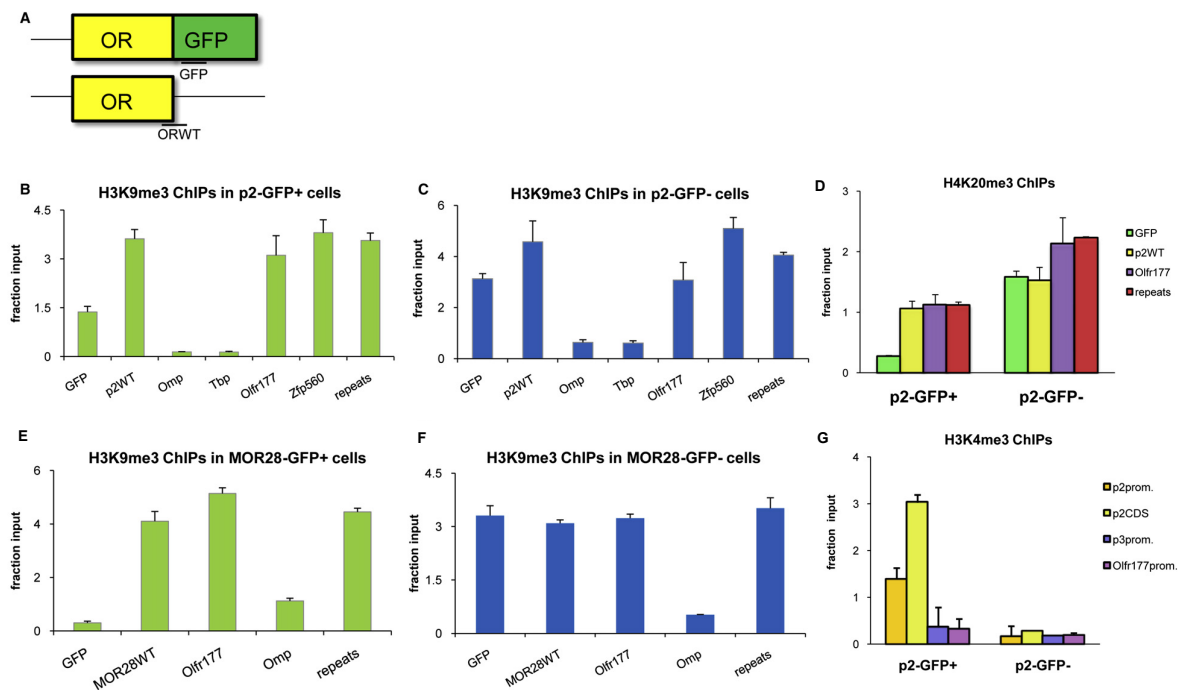 A
OR
GFP
GFP
OR
ORWT
B
H3K9me3 ChIPs in p2-GFP+ cells
fraction input
4.5
3
1.5
0
GFP
p2WT
Omp
Tbp
Olfr177
Zfp560
repeats
C
H3K9me3 ChIPs in p2-GFP- cells
fraction input
6
4
2
0
GFP
p2WT
Omp
Tbp
Olfr177
Zfp560
repeats
D
H4K20me3 ChIPs
fraction input
3
2
1
0
p2-GFP+
p2-GFP-
GFP
p2WT
Olfr177
repeats
E
H3K9me3 ChIPs in MOR28-GFP+ cells
fraction input
6
4
2
0
GFP
MOR28WT
Olfr177
Omp
repeats
F
H3K9me3 ChIPs in MOR28-GFP- cells
fraction input
4.5
3
1.5
0
GFP
MOR28WT
Olfr177
Omp
repeats
G
H3K4me3 ChIPs
fraction input
4
3
2
1
0
p2-GFP+
p2-GFP-
p2prom.
p2CDS
p3prom.
Olfr177prom.